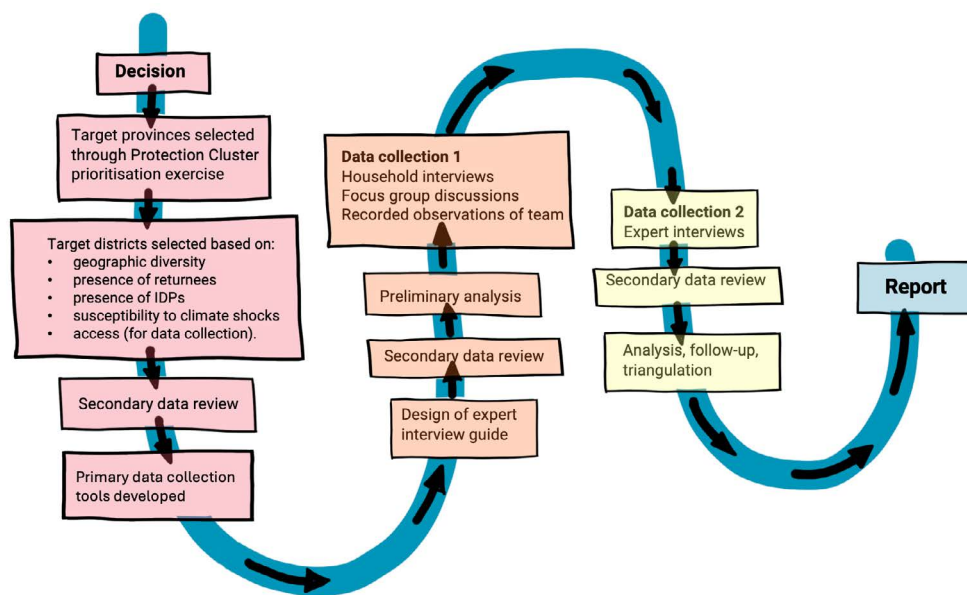 Decision
Target provinces selected
through Protection Cluster
prioritisation exercise
Target districts selected based on:
• geographic diversity
• presence of returnees
• presence of IDPs
• susceptibility to climate shocks
• access (for data collection).
Secondary data review
Primary data collection
tools developed
Data collection 1
Household interviews
Focus group discussions
Recorded observations of team
Preliminary analysis
Secondary data review
Design of expert
interview guide
Data collection 2
Expert interviews
Secondary data review
Analysis, follow-up,
triangulation
Report